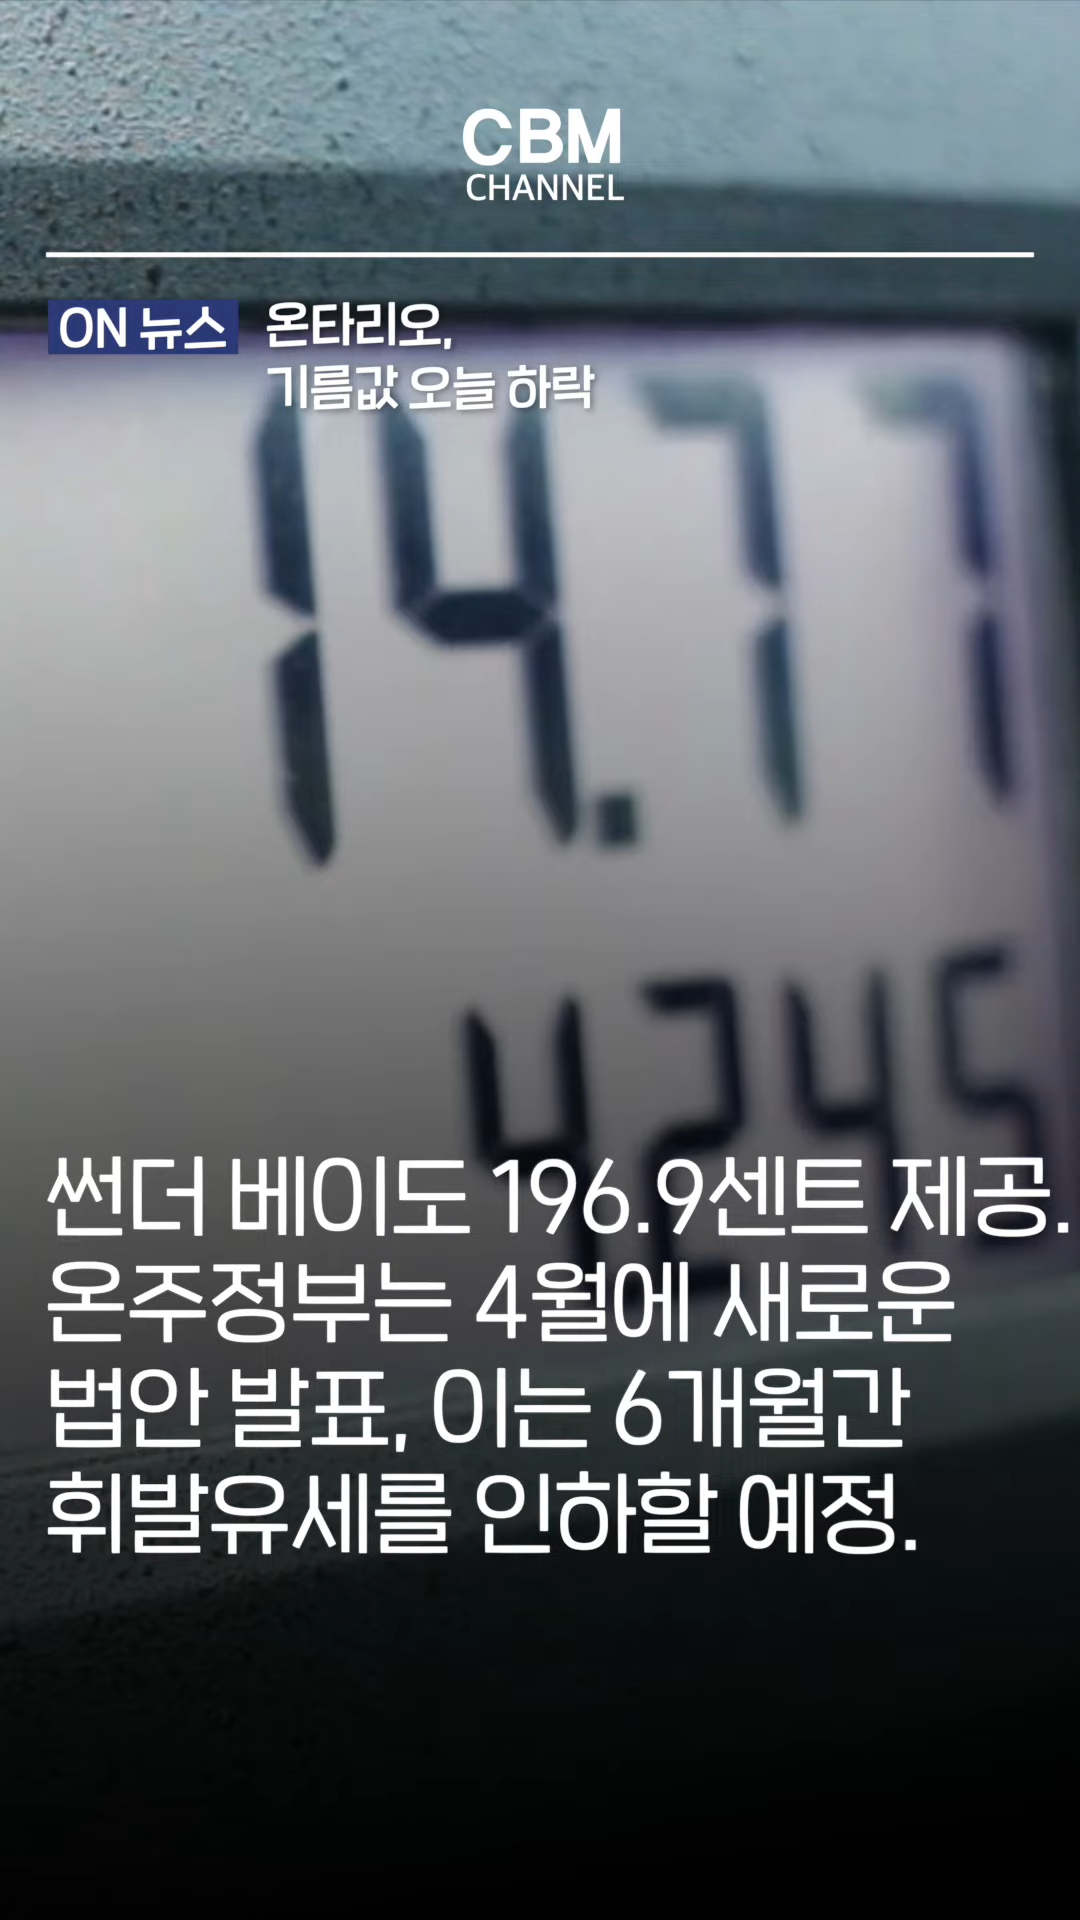 CBM
CHANNEL
ON 뉴스
온타리오,
기름값 오늘 하락
14.77
4.245
썬더 베이도 196.9센트 제공.
온주정부는 4월에 새로운
법안 발표, 이는 6개월간
휘발유세를 인하할 예정.